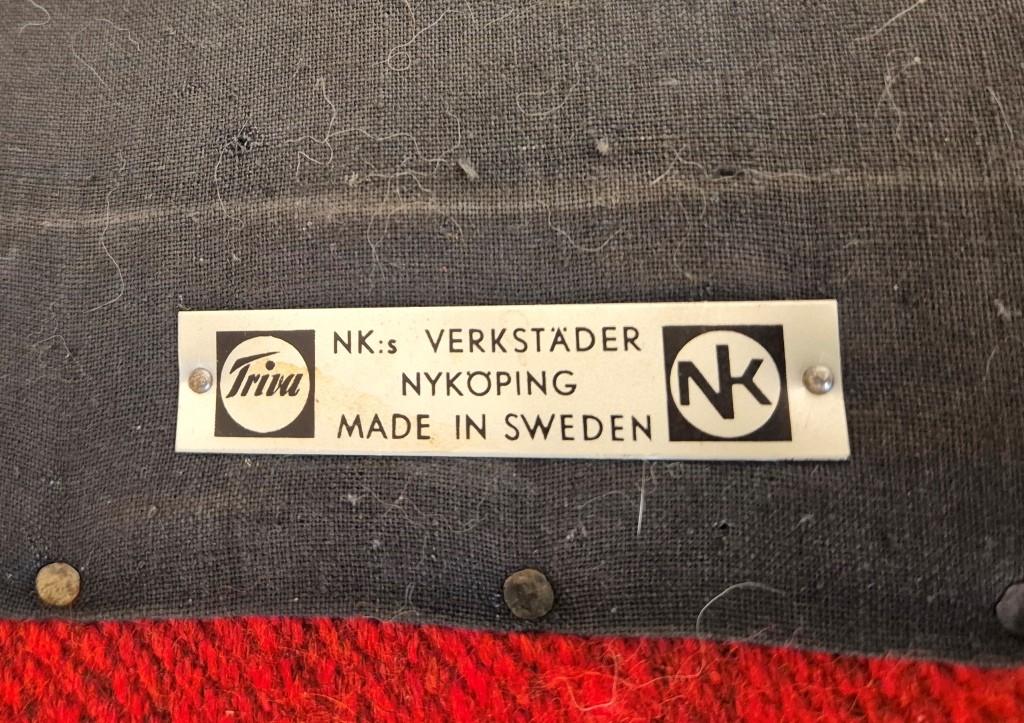 Triva
NK:s VERKSTÄDER
NYKÖPING
MADE IN SWEDEN
NK